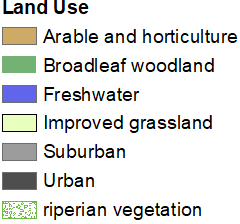 Land Use
Arable and horticulture
Broadleaf woodland
Freshwater
Improved grassland
Suburban
Urban
riperian vegetation